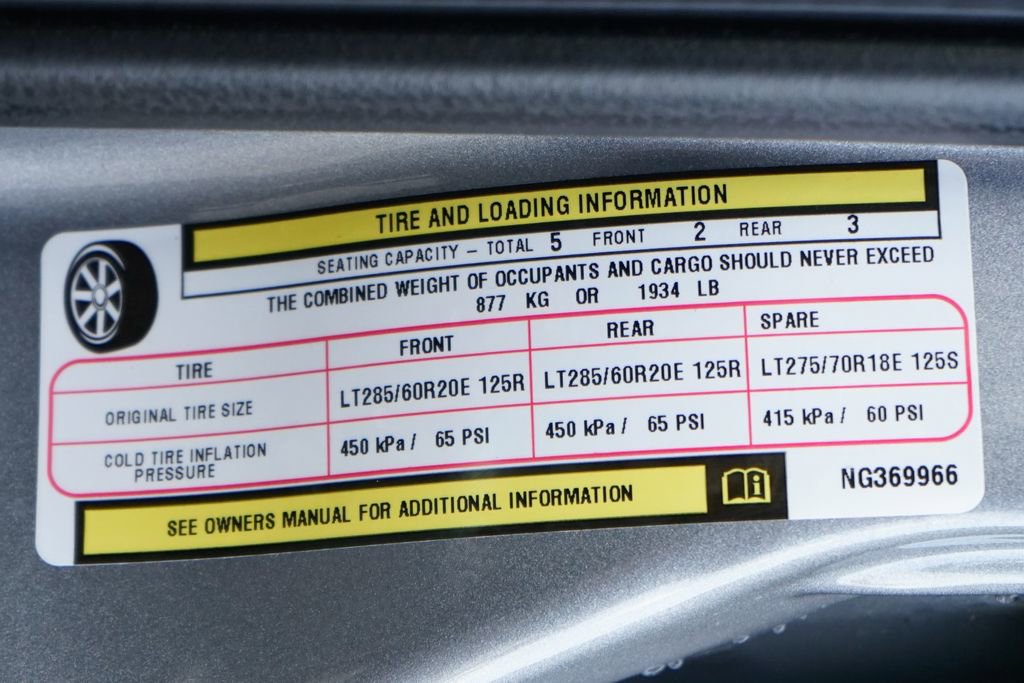 TIRE AND LOADING INFORMATION
SEATING CAPACITY – TOTAL 5 FRONT 2 REAR 3
THE COMBINED WEIGHT OF OCCUPANTS AND CARGO SHOULD NEVER EXCEED
877 KG OR 1934 LB
TIRE FRONT REAR SPARE
ORIGINAL TIRE SIZE LT285/60R20E 125R LT285/60R20E 125R LT275/70R18E 125S
COLD TIRE INFLATION
PRESSURE 450 kPa / 65 PSI 450 kPa / 65 PSI 415 kPa / 60 PSI
SEE OWNERS MANUAL FOR ADDITIONAL INFORMATION
NG369966